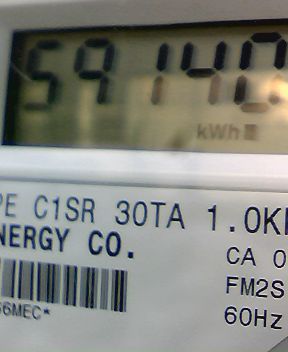 59140
kWh
PE C1SR 30TA 1.0K
NERGY CO.
CA 0
FM2S
6MEC*
60Hz